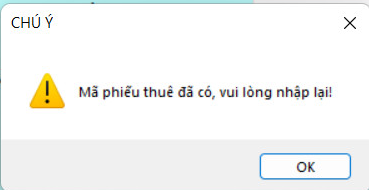 CHÚ Ý
Mã phiếu thuê đã có, vui lòng nhập lại!
OK